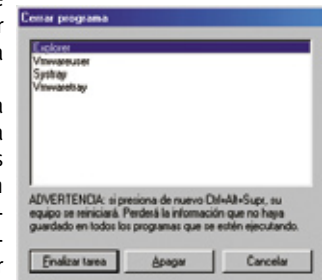 Cerrar programa
Explorer
Vmwareuser
Systray
Vmwaretray
ADVERTENCIA: si presiona de nuevo Ctrl+Alt+Supr, su
equipo se reiniciará. Perderá la información que no haya
guardado en todos los programas que se estén ejecutando.
Finalizar tarea
Apagar
Cancelar